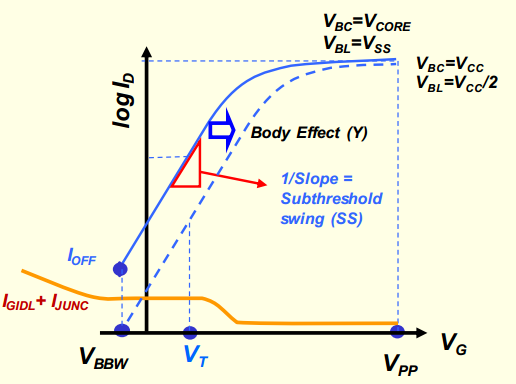 V_BC=V_CORE
V_BL=V_SS
V_BC=V_CC
V_BL=V_CC/2
log I_D
Body Effect (Y)
1/Slope =
Subthreshold
swing (SS)
I_OFF
I_GIDL+ I_JUNC
V_BBW
V_T
V_PP
V_G